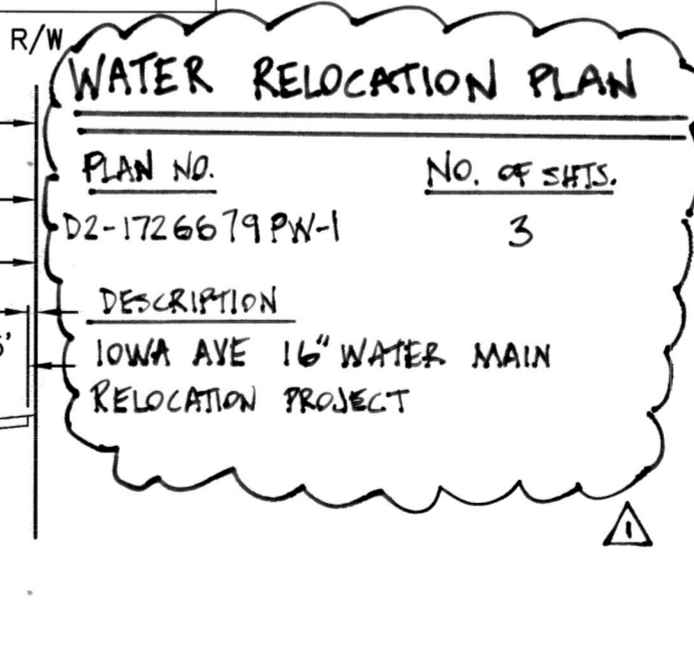 R/W
WATER RELOCATION PLAN
PLAN NO. NO. OF SHTS.
D2-1726679PW-1 3
DESCRIPTION
IOWA AVE 16" WATER MAIN
RELOCATION PROJECT
1